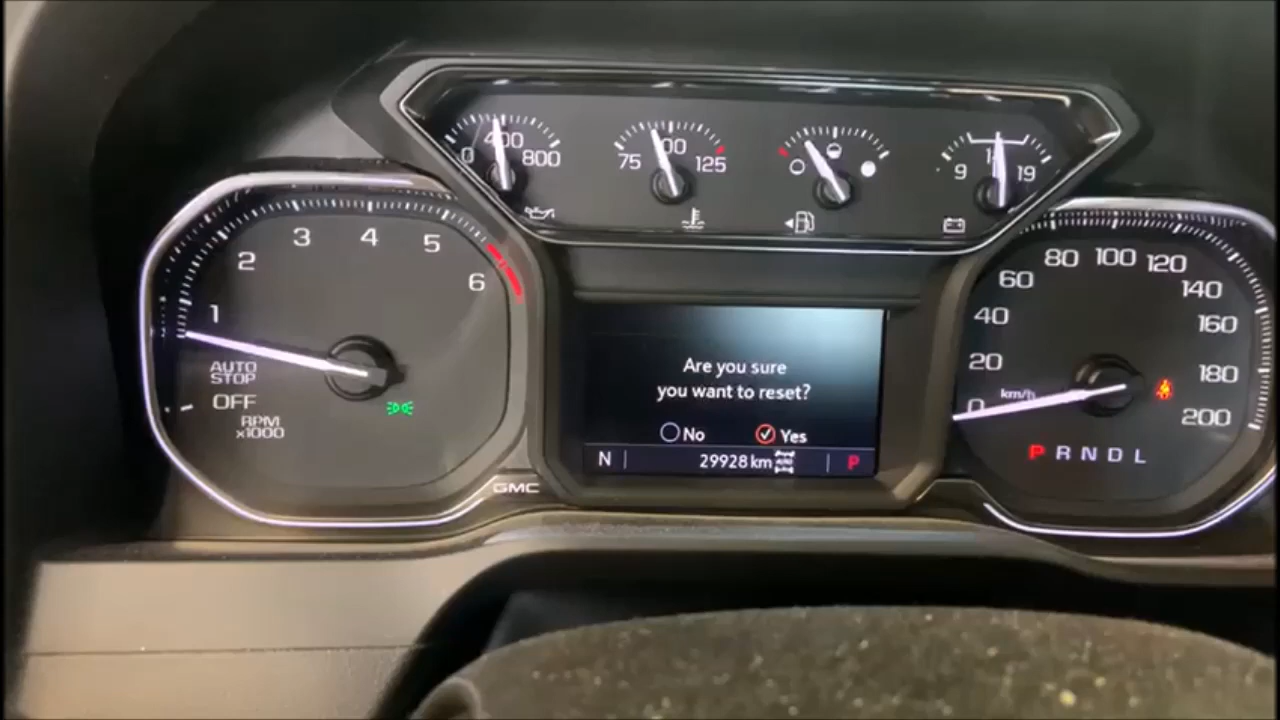 0 400 800
75 100 125
9 19
1 2 3 4 5 6
AUTO
STOP
OFF
RPM
x1000
GMC
Are you sure
you want to reset?
No Yes
N 29928 km P
0 20 40 60 80 100 120 140 160 180 200
km/h
P R N D L